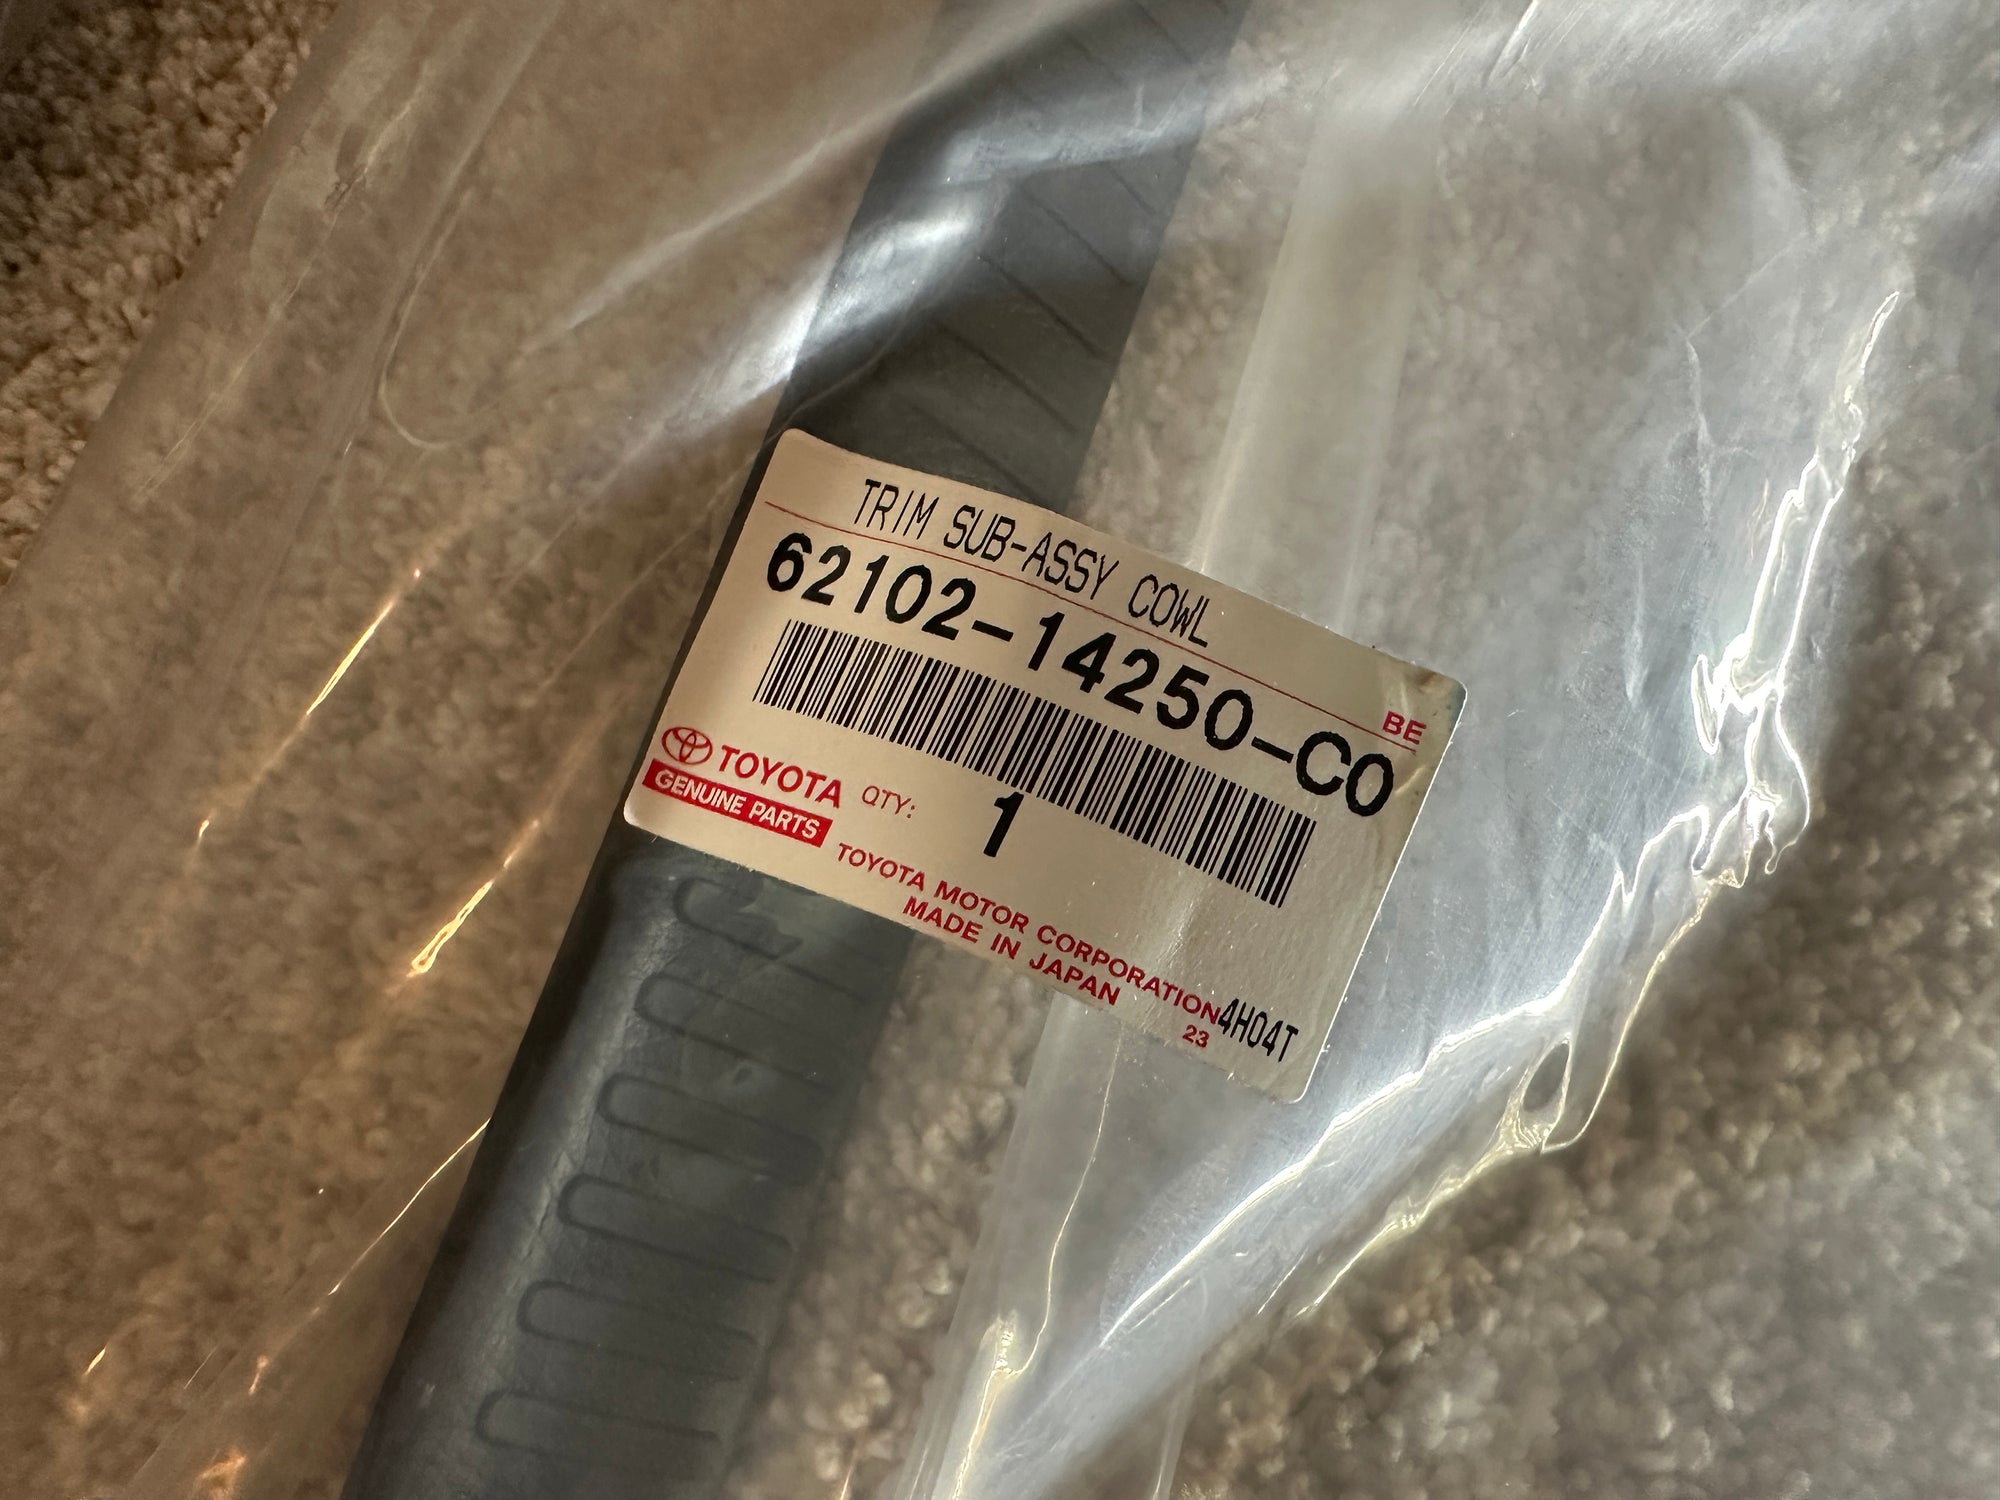 TRIM SUB-ASSY COWL
BE
62102-14250-C0
TOYOTA
GENUINE PARTS
QTY: 1
TOYOTA MOTOR CORPORATION
MADE IN JAPAN
23 4H04T